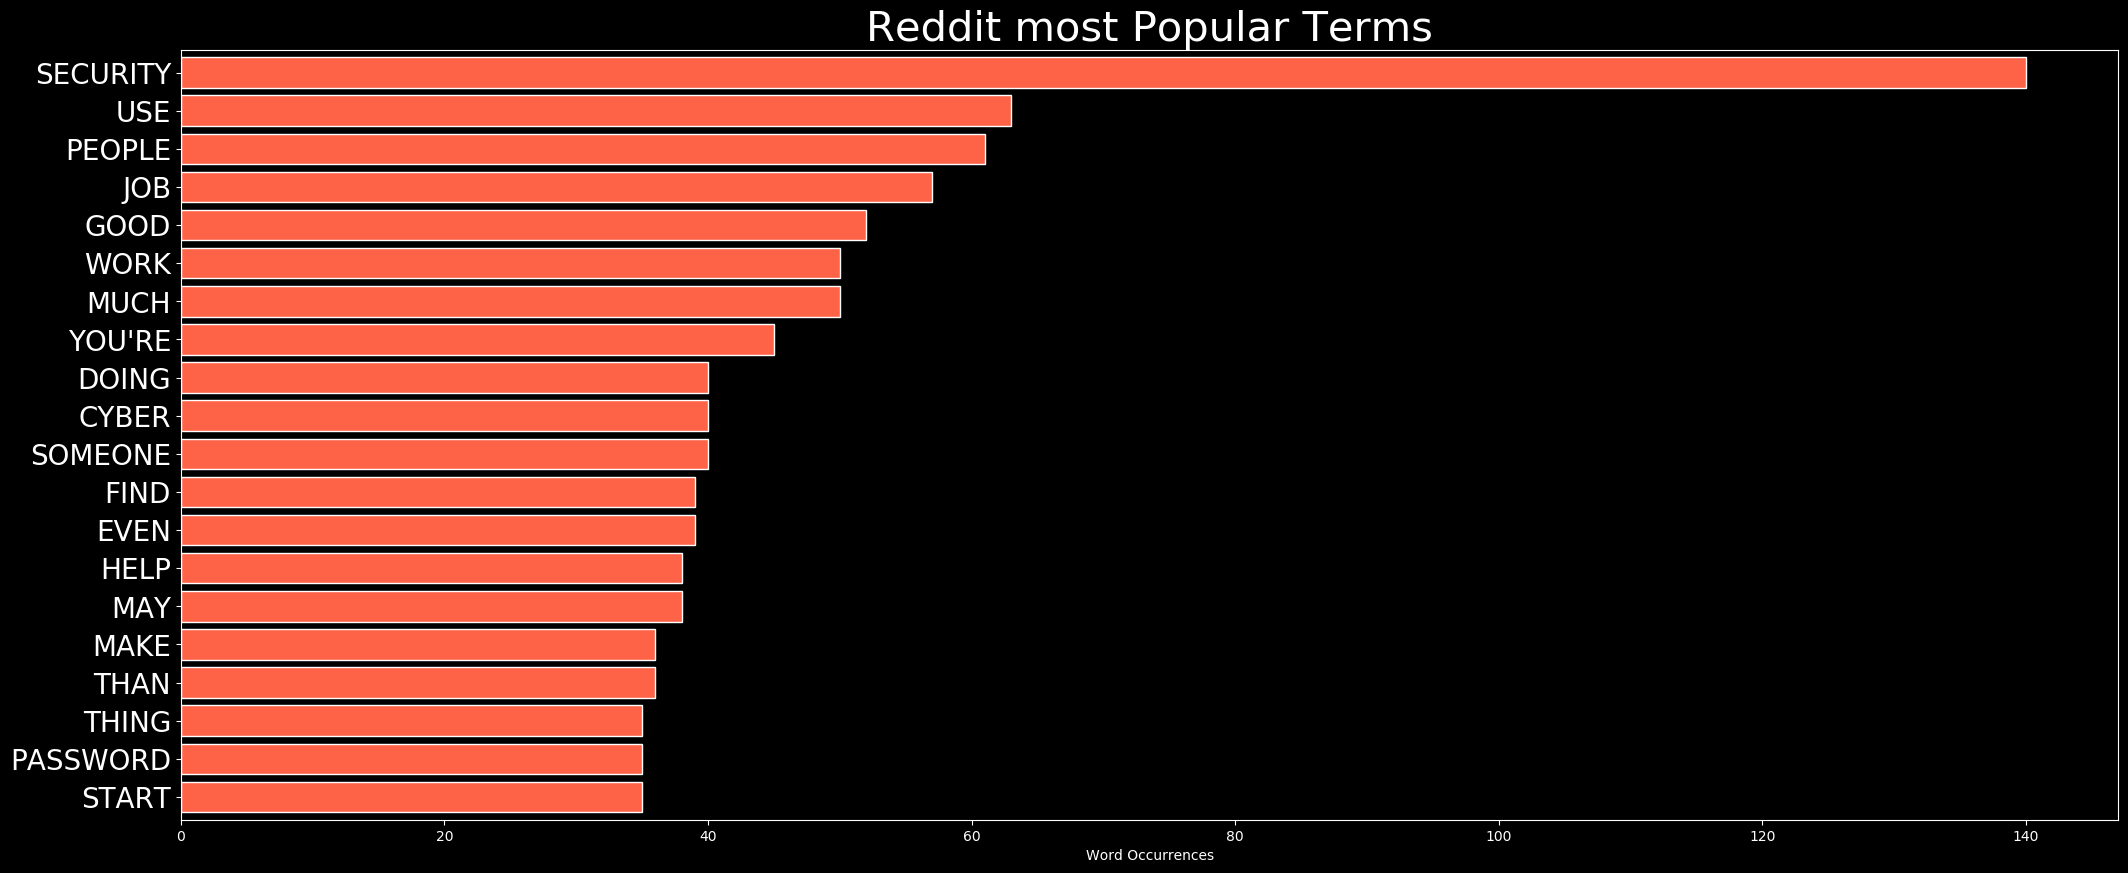 Reddit most Popular Terms
SECURITY
USE
PEOPLE
JOB
GOOD
WORK
MUCH
YOU'RE
DOING
CYBER
SOMEONE
FIND
EVEN
HELP
MAY
MAKE
THAN
THING
PASSWORD
START
0 20 40 60 80 100 120 140
Word Occurrences